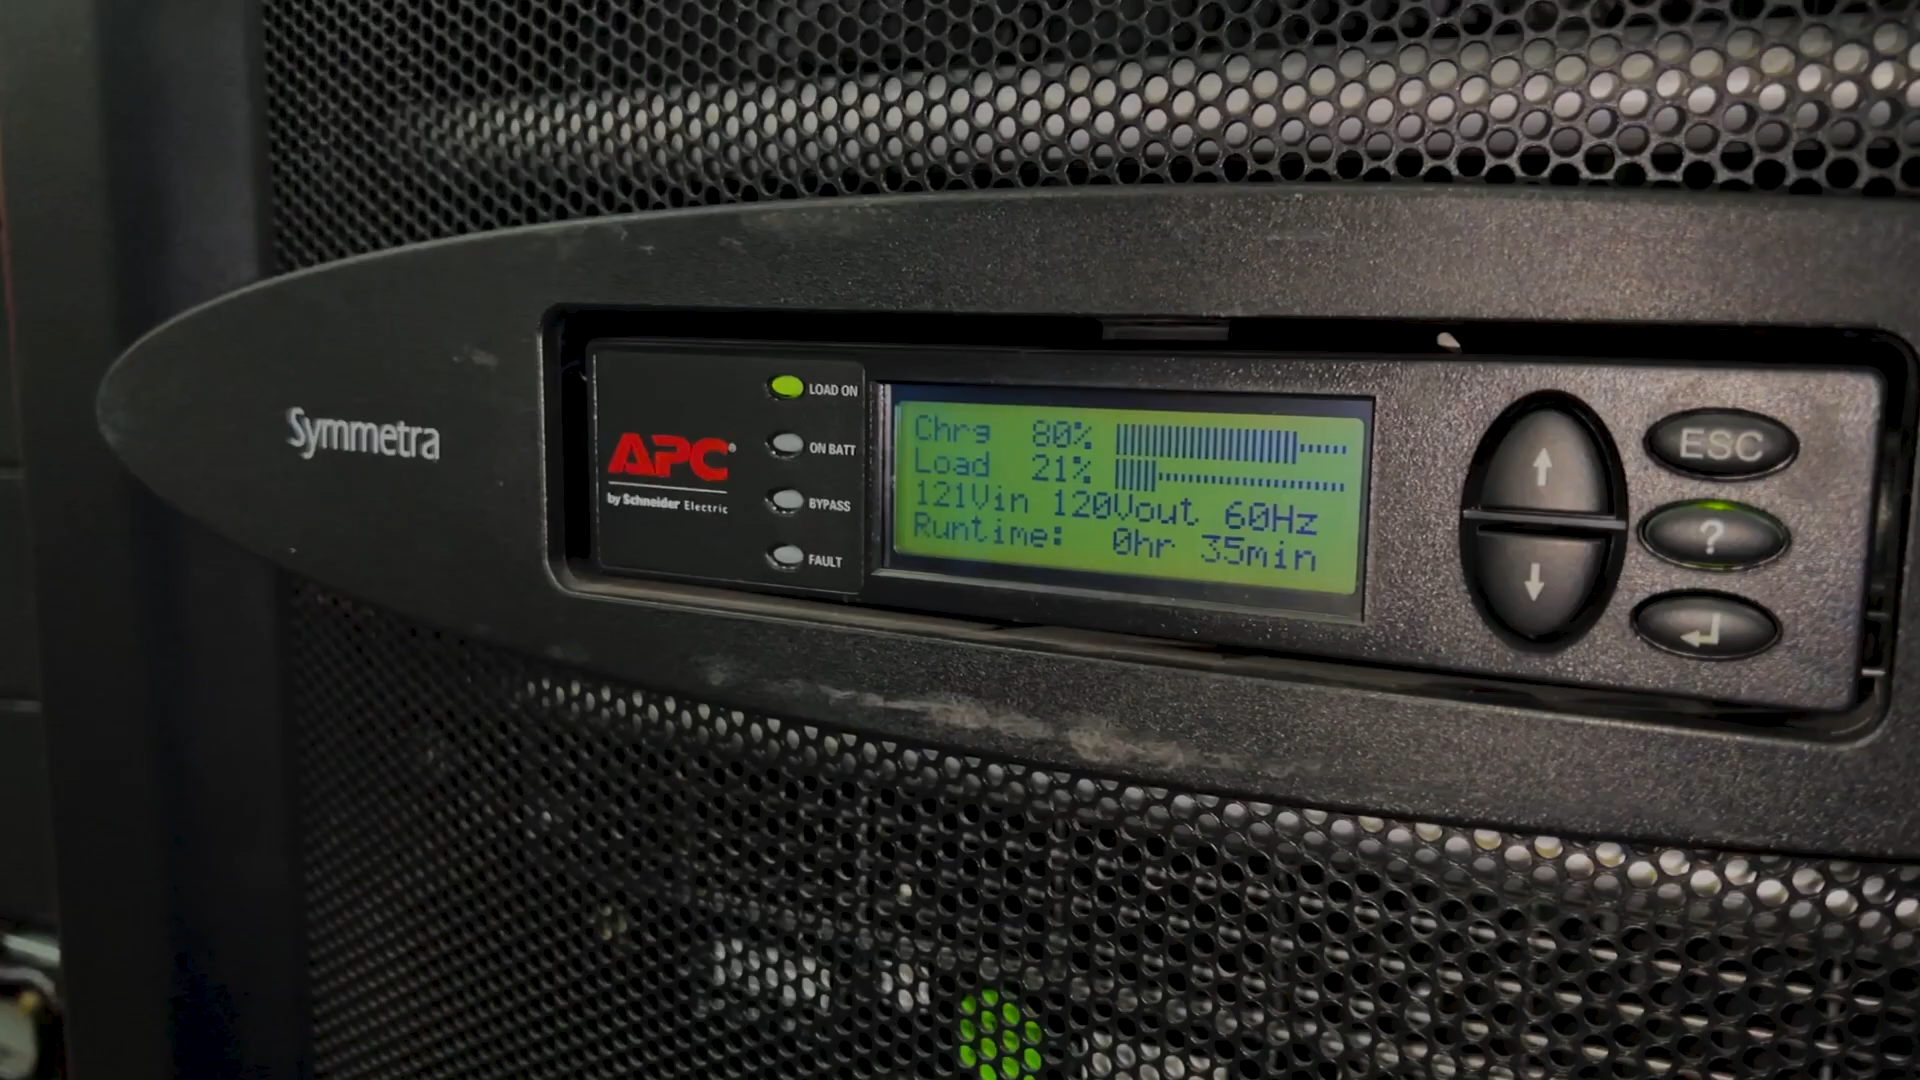 Symmetra
APC®
by Schneider Electric
LOAD ON
ON BATT
BYPASS
FAULT
Chrg 80%
Load 21%
121Vin 120Vout 60Hz
Runtime: 0hr 35min
↑
↓
ESC
?
↵